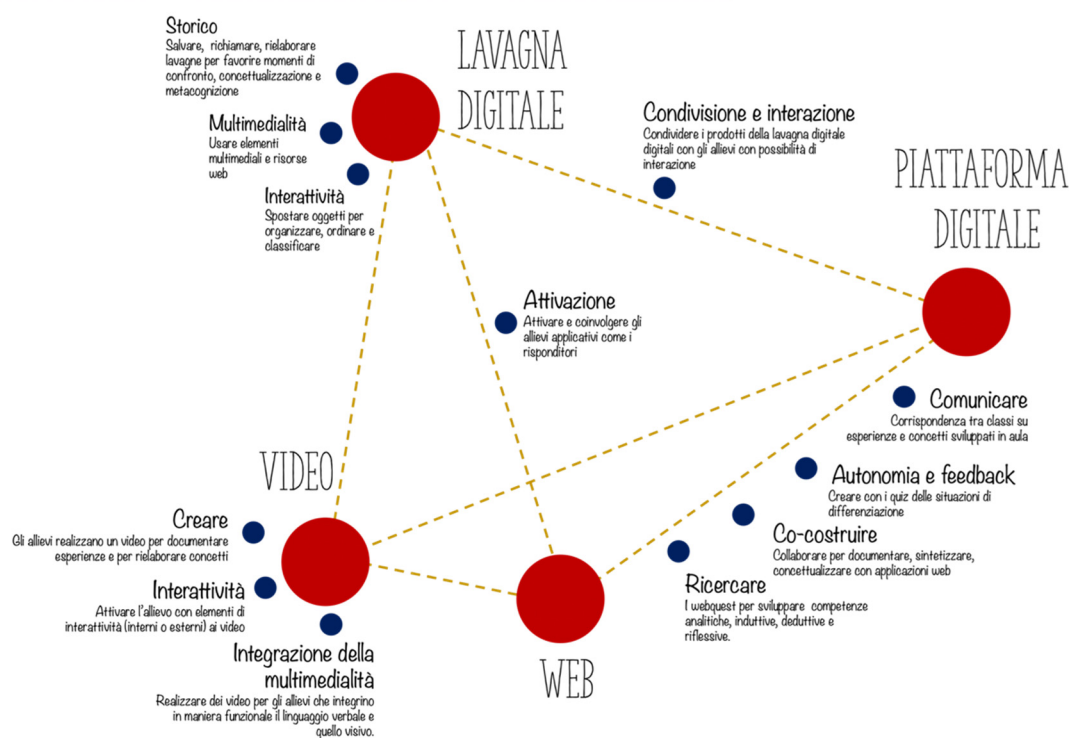 Storico
Salvare, richiamare, rielaborare
lavagne per favorire momenti di
confronto, concettualizzazione e
metacognizione
Multimedialità
Usare elementi
multimediali e risorse
web
Interattività
Spostare oggetti per
organizzare, ordinare e
classificare
LAVAGNA
DIGITALE
Condivisione e interazione
Condividere i prodotti della lavagna digitale
digitali con gli allievi con possibilità di
interazione
PIATTAFORMA
DIGITALE
Attivazione
Attivare e coinvolgere gli
allievi applicativi come i
risponditori
Comunicare
Corrispondenza tra classi su
esperienze e concetti sviluppati in aula
Autonomia e feedback
Creare con i quiz delle situazioni di
differenziazione
Co-costruire
Collaborare per documentare, sintetizzare,
concettualizzare con applicazioni web
Ricercare
I webquest per sviluppare competenze
analitiche, induttive, deduttive e
riflessive.
VIDEO
Creare
Gli allievi realizzano un video per documentare
esperienze e per rielaborare concetti
Interattività
Attivare l'allievo con elementi di
interattività (interni o esterni) ai video
Integrazione della
multimedialità
Realizzare dei video per gli allievi che integrino
in maniera funzionale il linguaggio verbale e
quello visivo.
WEB